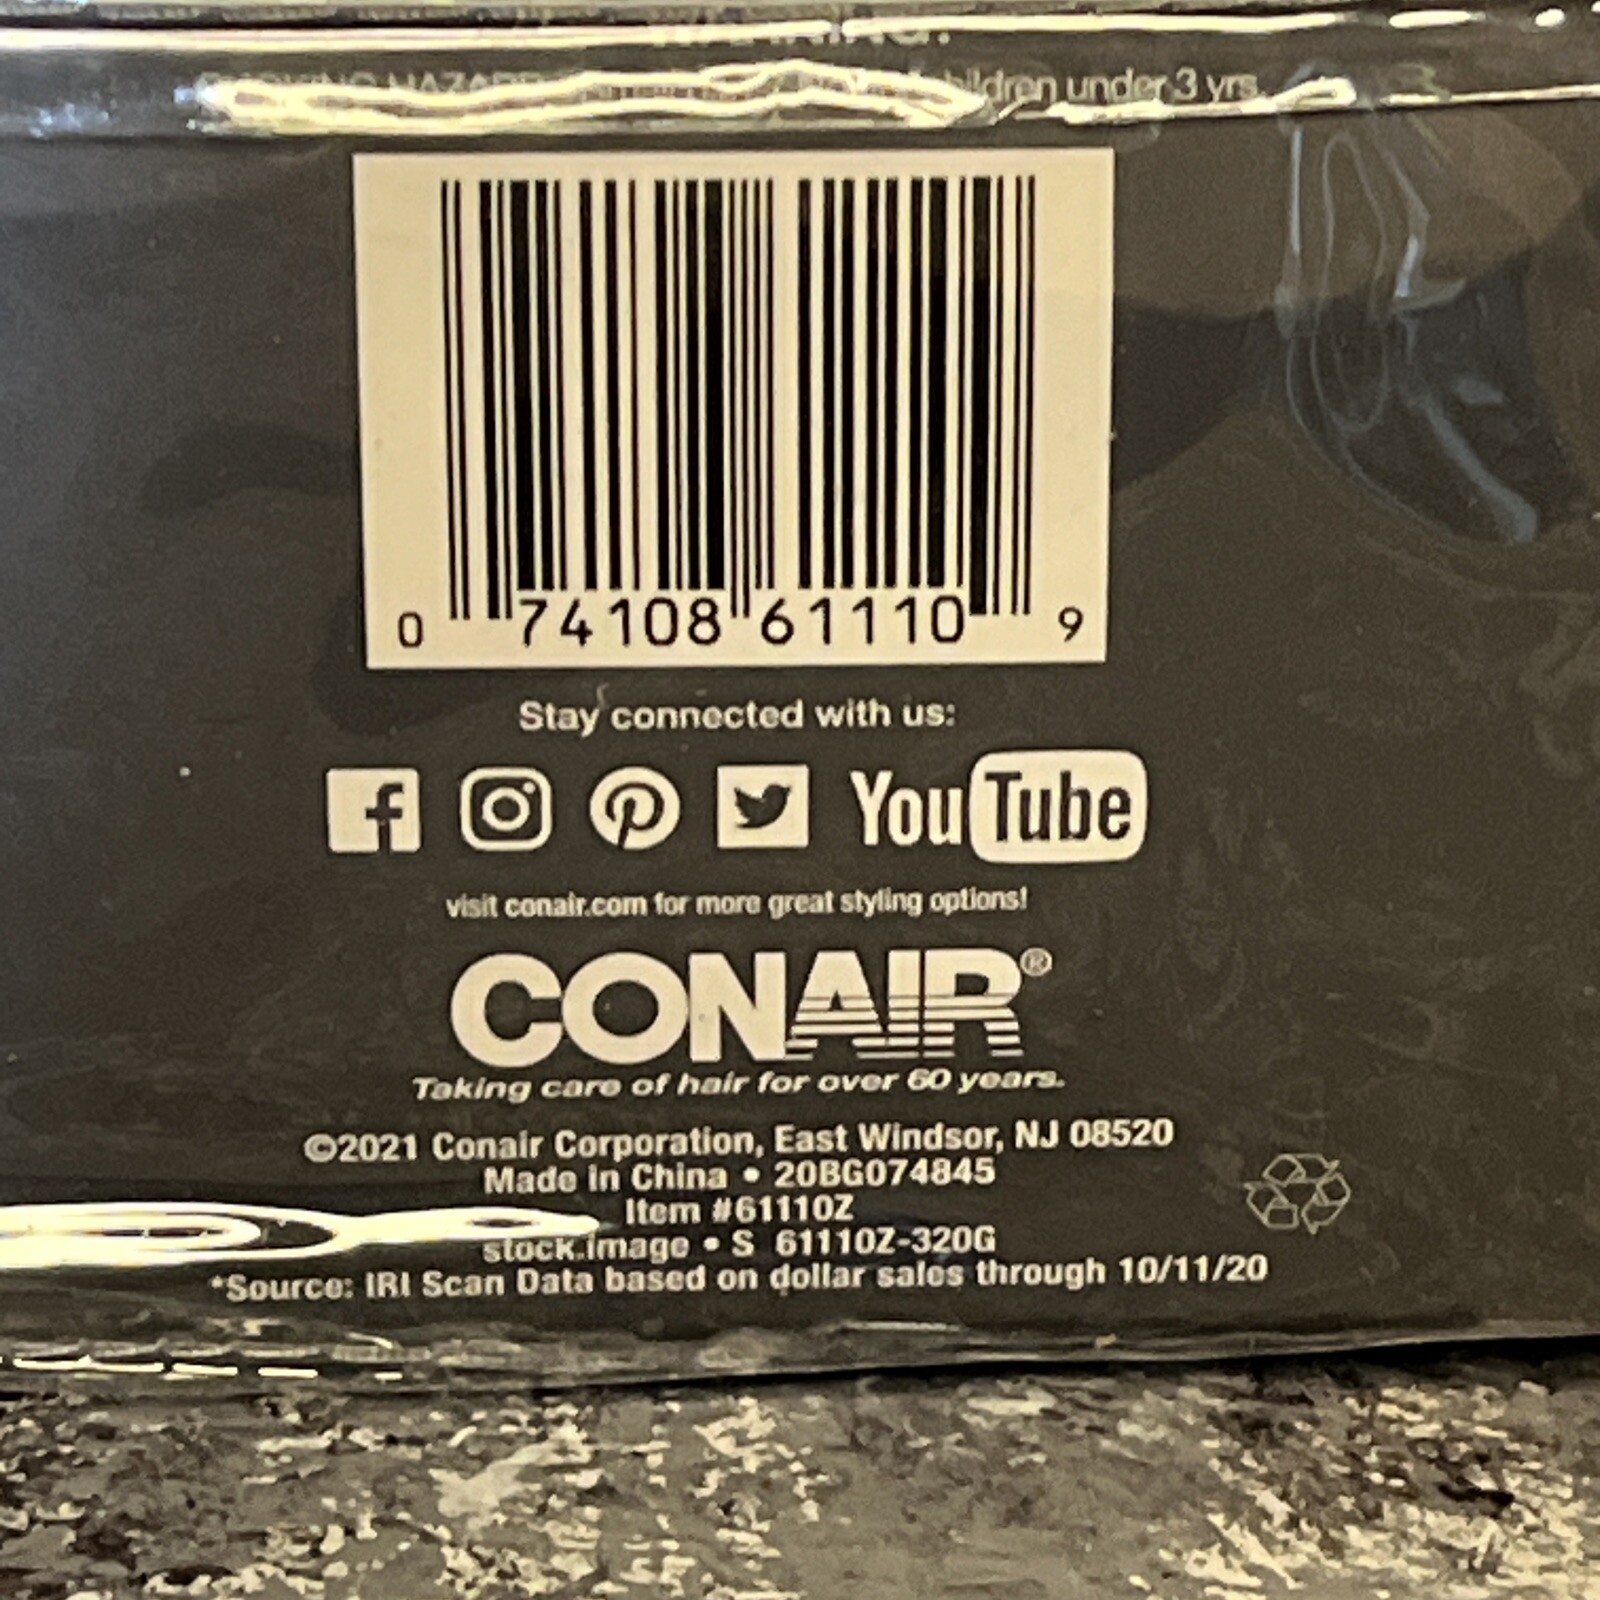 WARNING:
CHOKING HAZARD children under 3 yrs.
0 74108 61110 9
Stay connected with us:
YouTube
visit conair.com for more great styling options!
CONAIR®
Taking care of hair for over 60 years.
©2021 Conair Corporation, East Windsor, NJ 08520
Made in China • 20BG074845
Item #61110Z
stock.image • S 61110Z-320G
*Source: IRI Scan Data based on dollar sales through 10/11/20